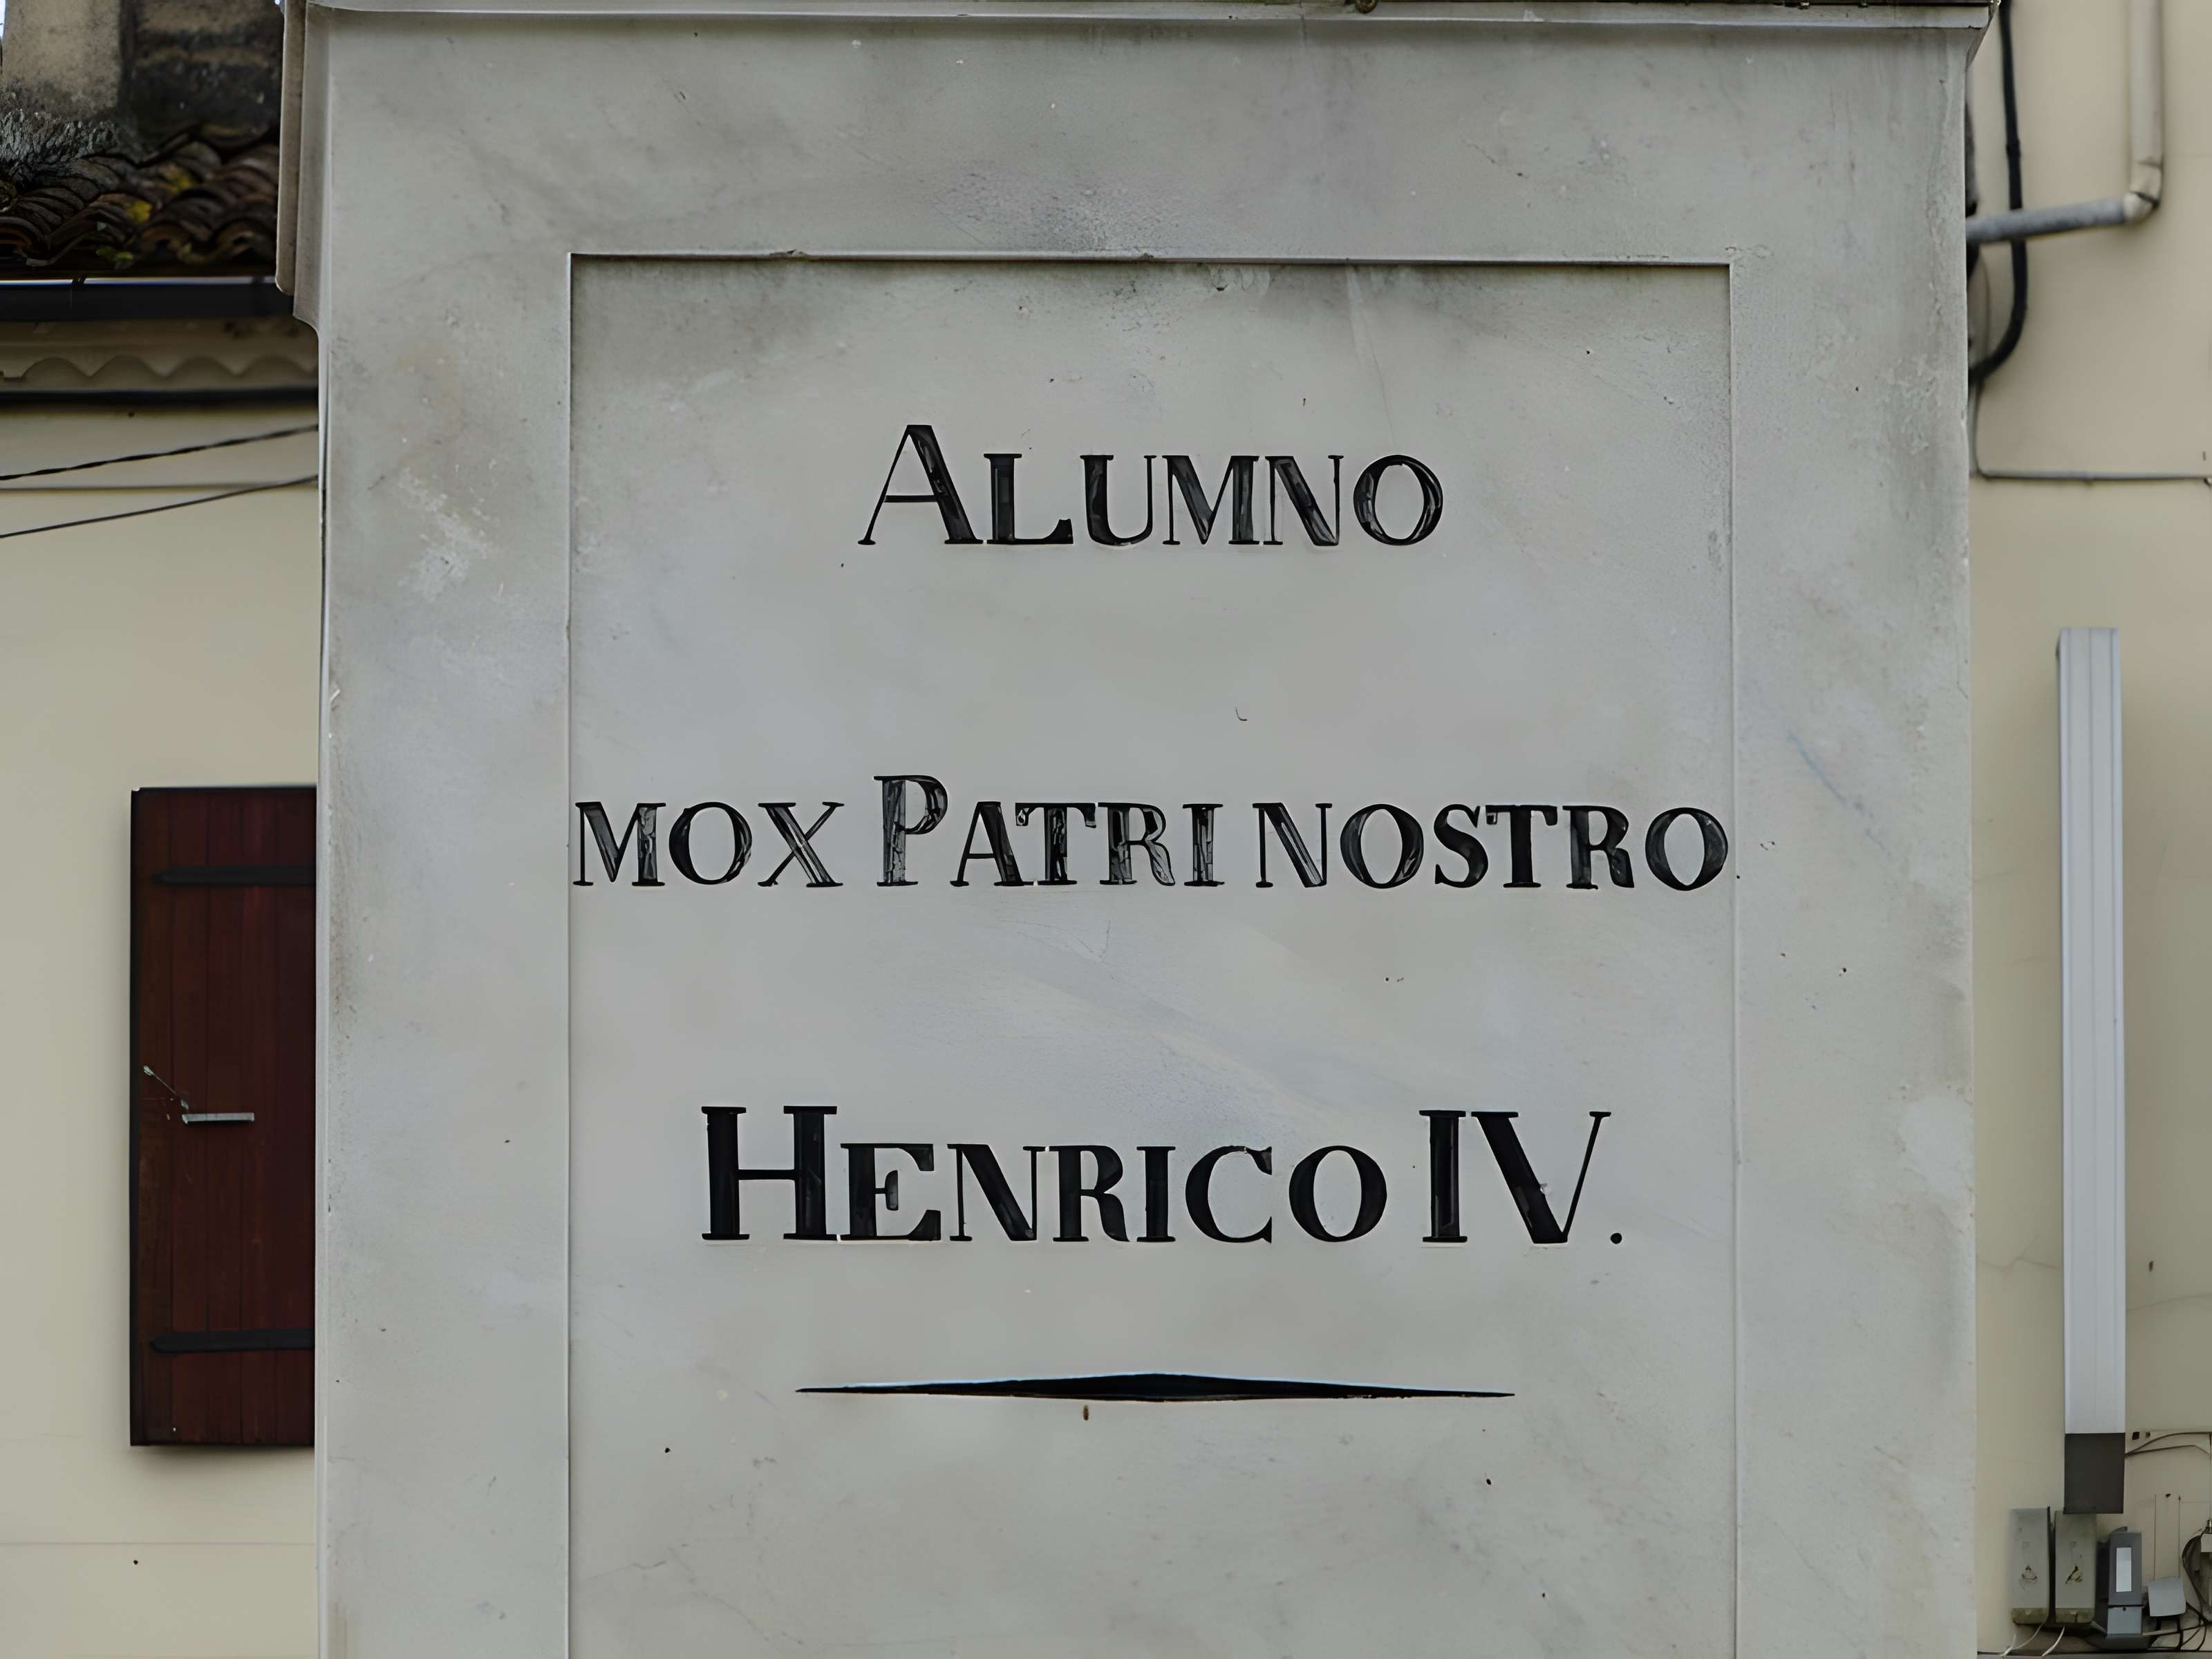 ALUMNO
MOX PATRI NOSTRO
HENRICO IV.